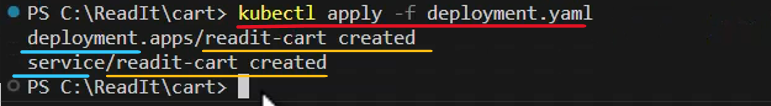 PS C:\ReadIt\cart> kubectl apply -f deployment.yaml
deployment.apps/readit-cart created
service/readit-cart created
PS C:\ReadIt\cart>